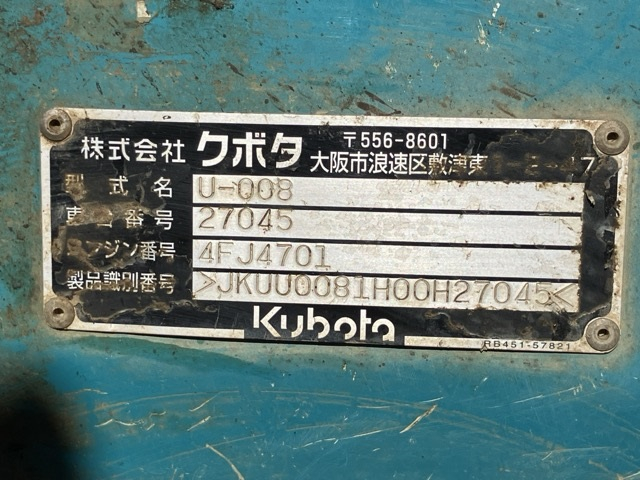 株式会社 クボタ 〒556-8601
大阪市浪速区敷津東
型式名 U-008
番号 27045
エンジン番号 4FJ4701
製品識別番号 >JKUU0081H00H27045<
Kubota
RB451-57821